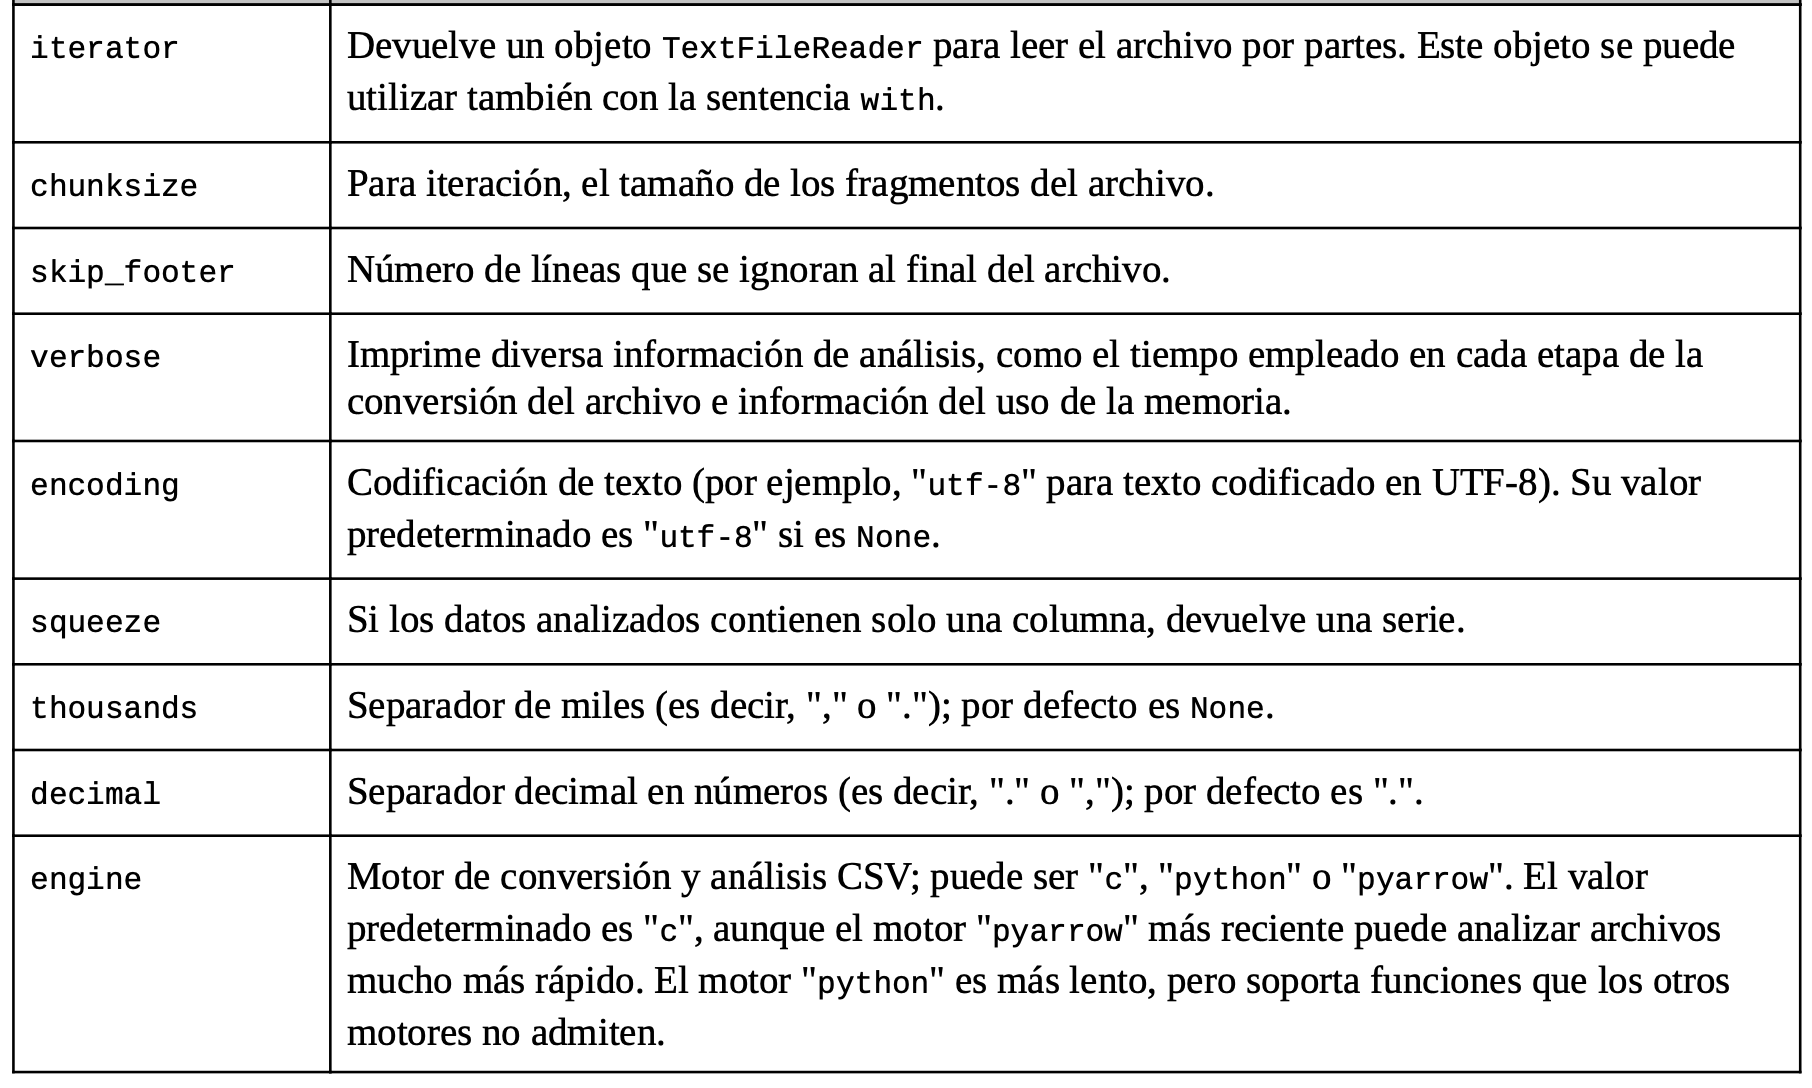 iterator
Devuelve un objeto TextFileReader para leer el archivo por partes. Este objeto se puede
utilizar también con la sentencia with.
chunksize
Para iteración, el tamaño de los fragmentos del archivo.
skip_footer
Número de líneas que se ignoran al final del archivo.
verbose
Imprime diversa información de análisis, como el tiempo empleado en cada etapa de la
conversión del archivo e información del uso de la memoria.
encoding
Codificación de texto (por ejemplo, "utf-8" para texto codificado en UTF-8). Su valor
predeterminado es "utf-8" si es None.
squeeze
Si los datos analizados contienen solo una columna, devuelve una serie.
thousands
Separador de miles (es decir, "," o "."); por defecto es None.
decimal
Separador decimal en números (es decir, "." o ","); por defecto es ".".
engine
Motor de conversión y análisis CSV; puede ser "c", "python" o "pyarrow". El valor
predeterminado es "c", aunque el motor "pyarrow" más reciente puede analizar archivos
mucho más rápido. El motor "python" es más lento, pero soporta funciones que los otros
motores no admiten.